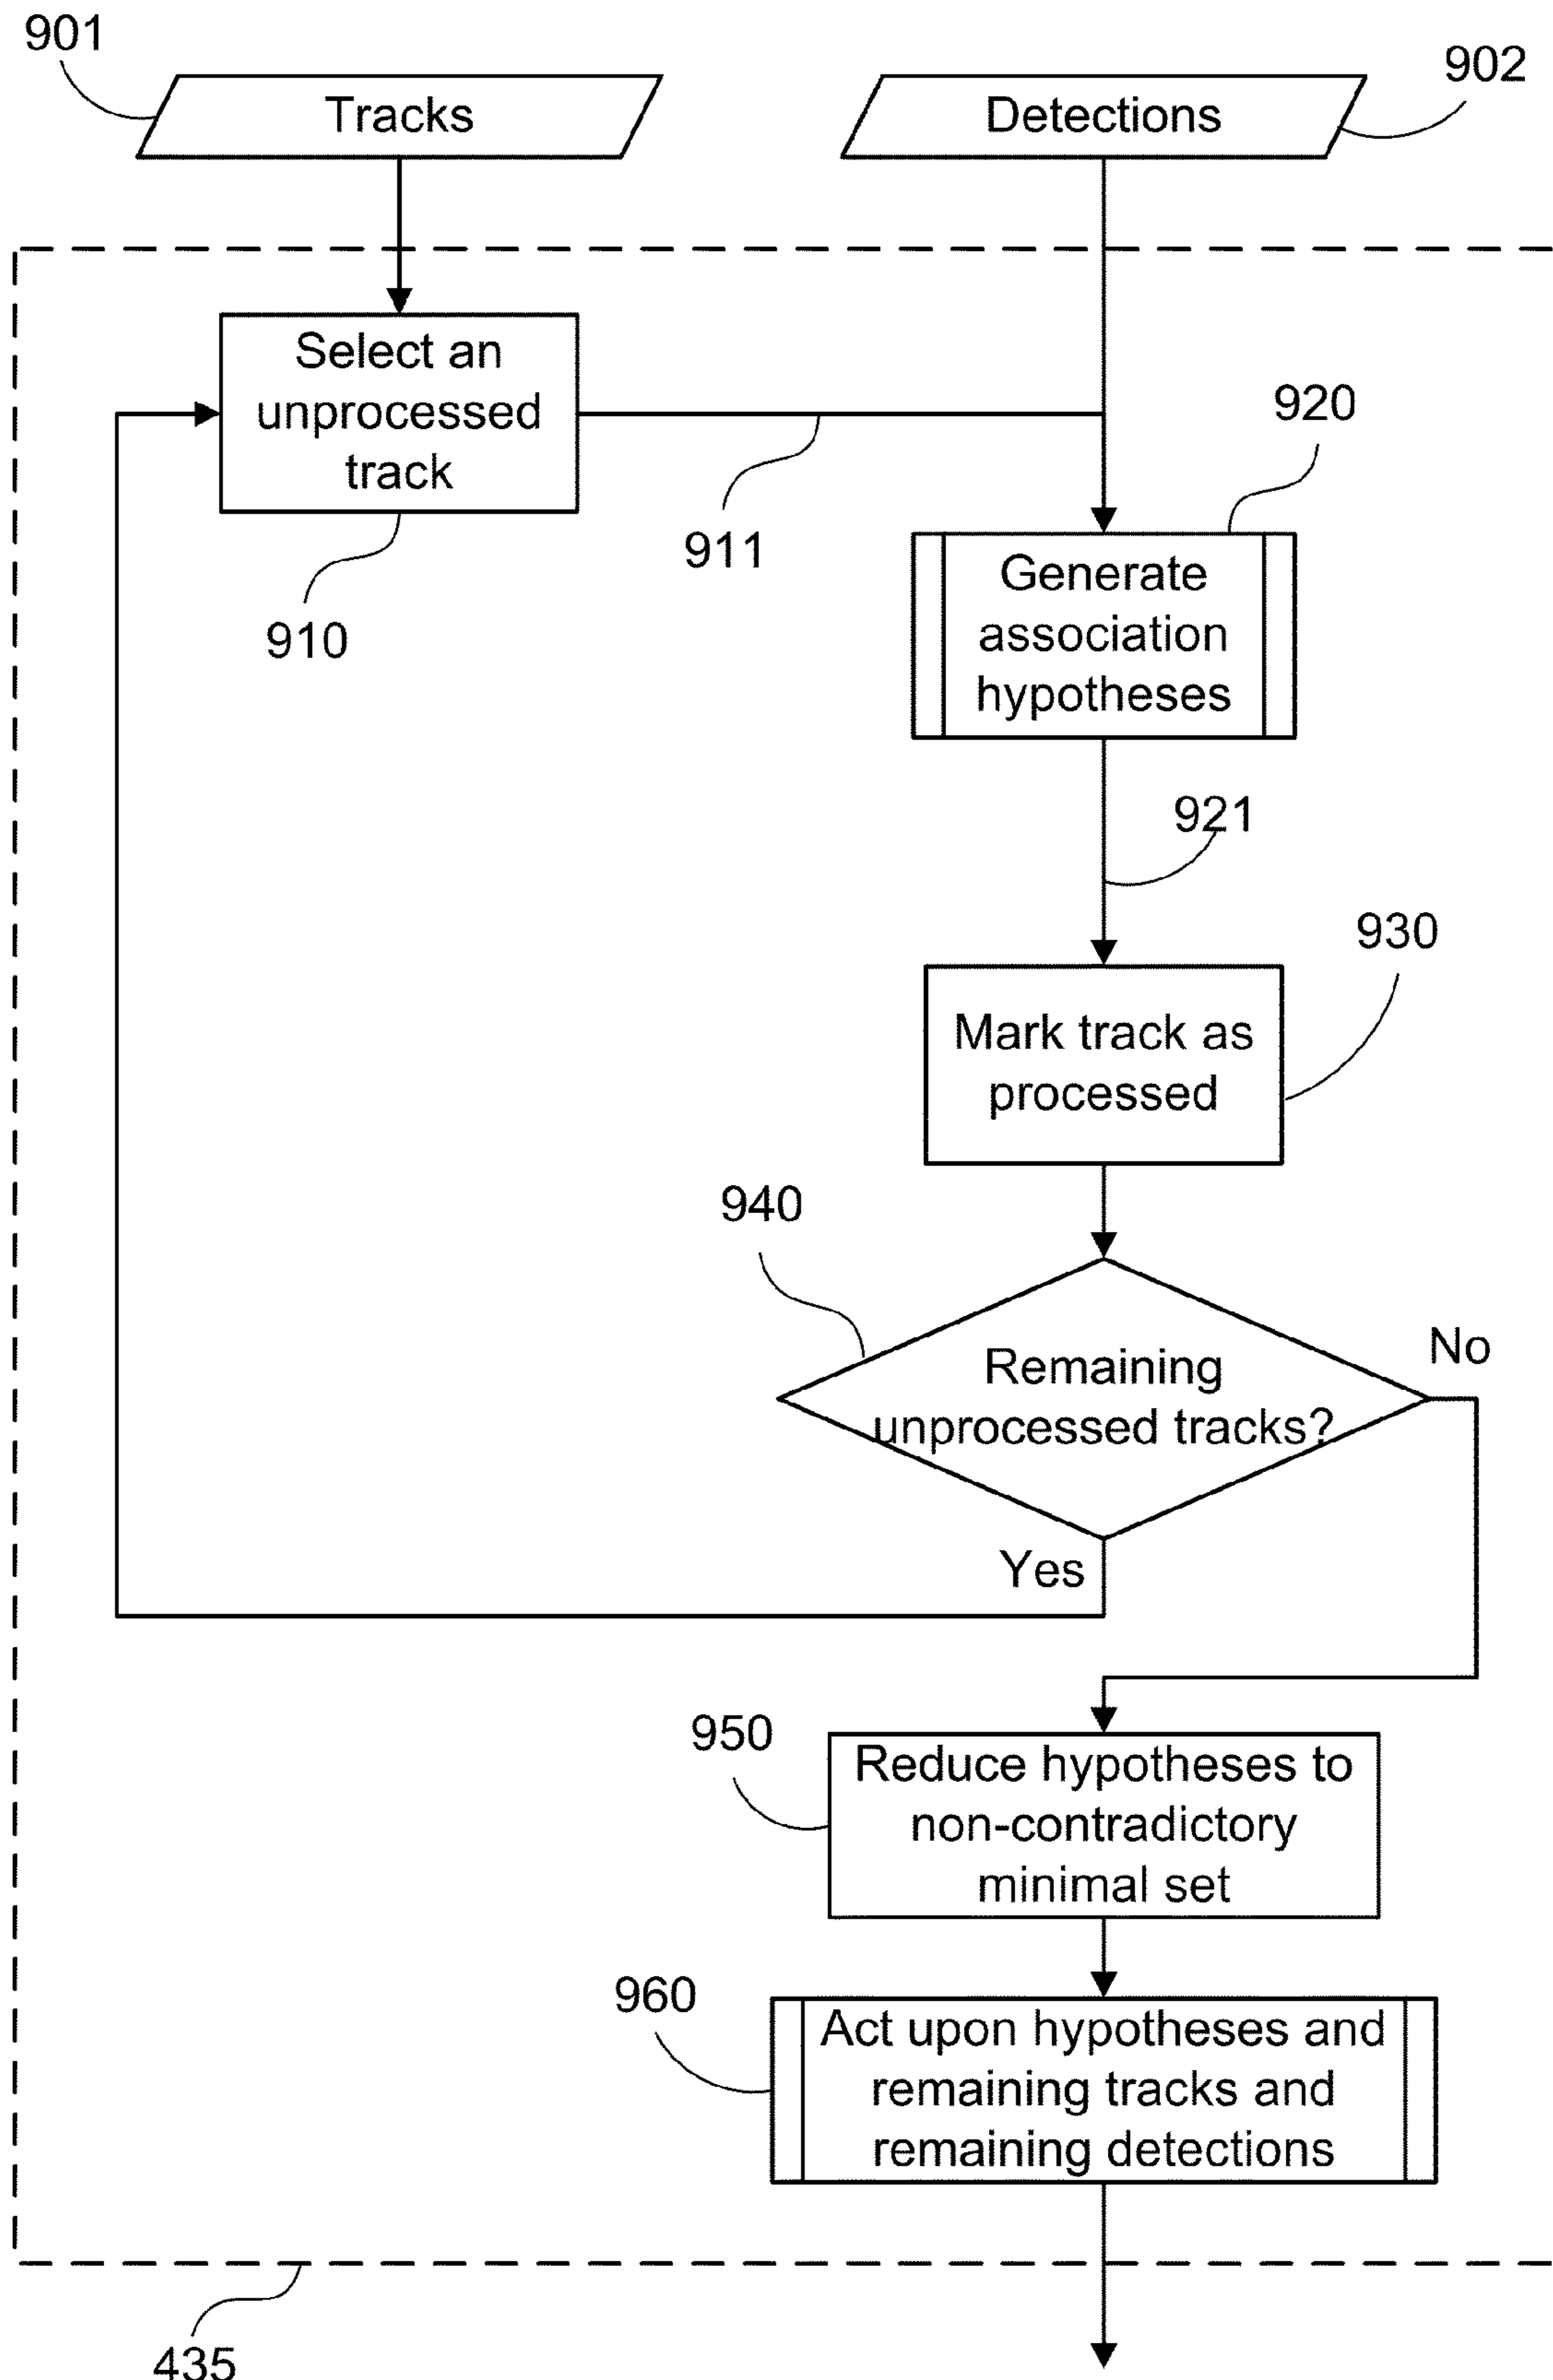 901
Tracks
Detections
902
Select an
unprocessed
track
911
910
920
Generate
association
hypotheses
921
930
Mark track as
processed
940
Remaining
unprocessed tracks?
No
Yes
950
Reduce hypotheses to
non-contradictory
minimal set
960
Act upon hypotheses and
remaining tracks and
remaining detections
435